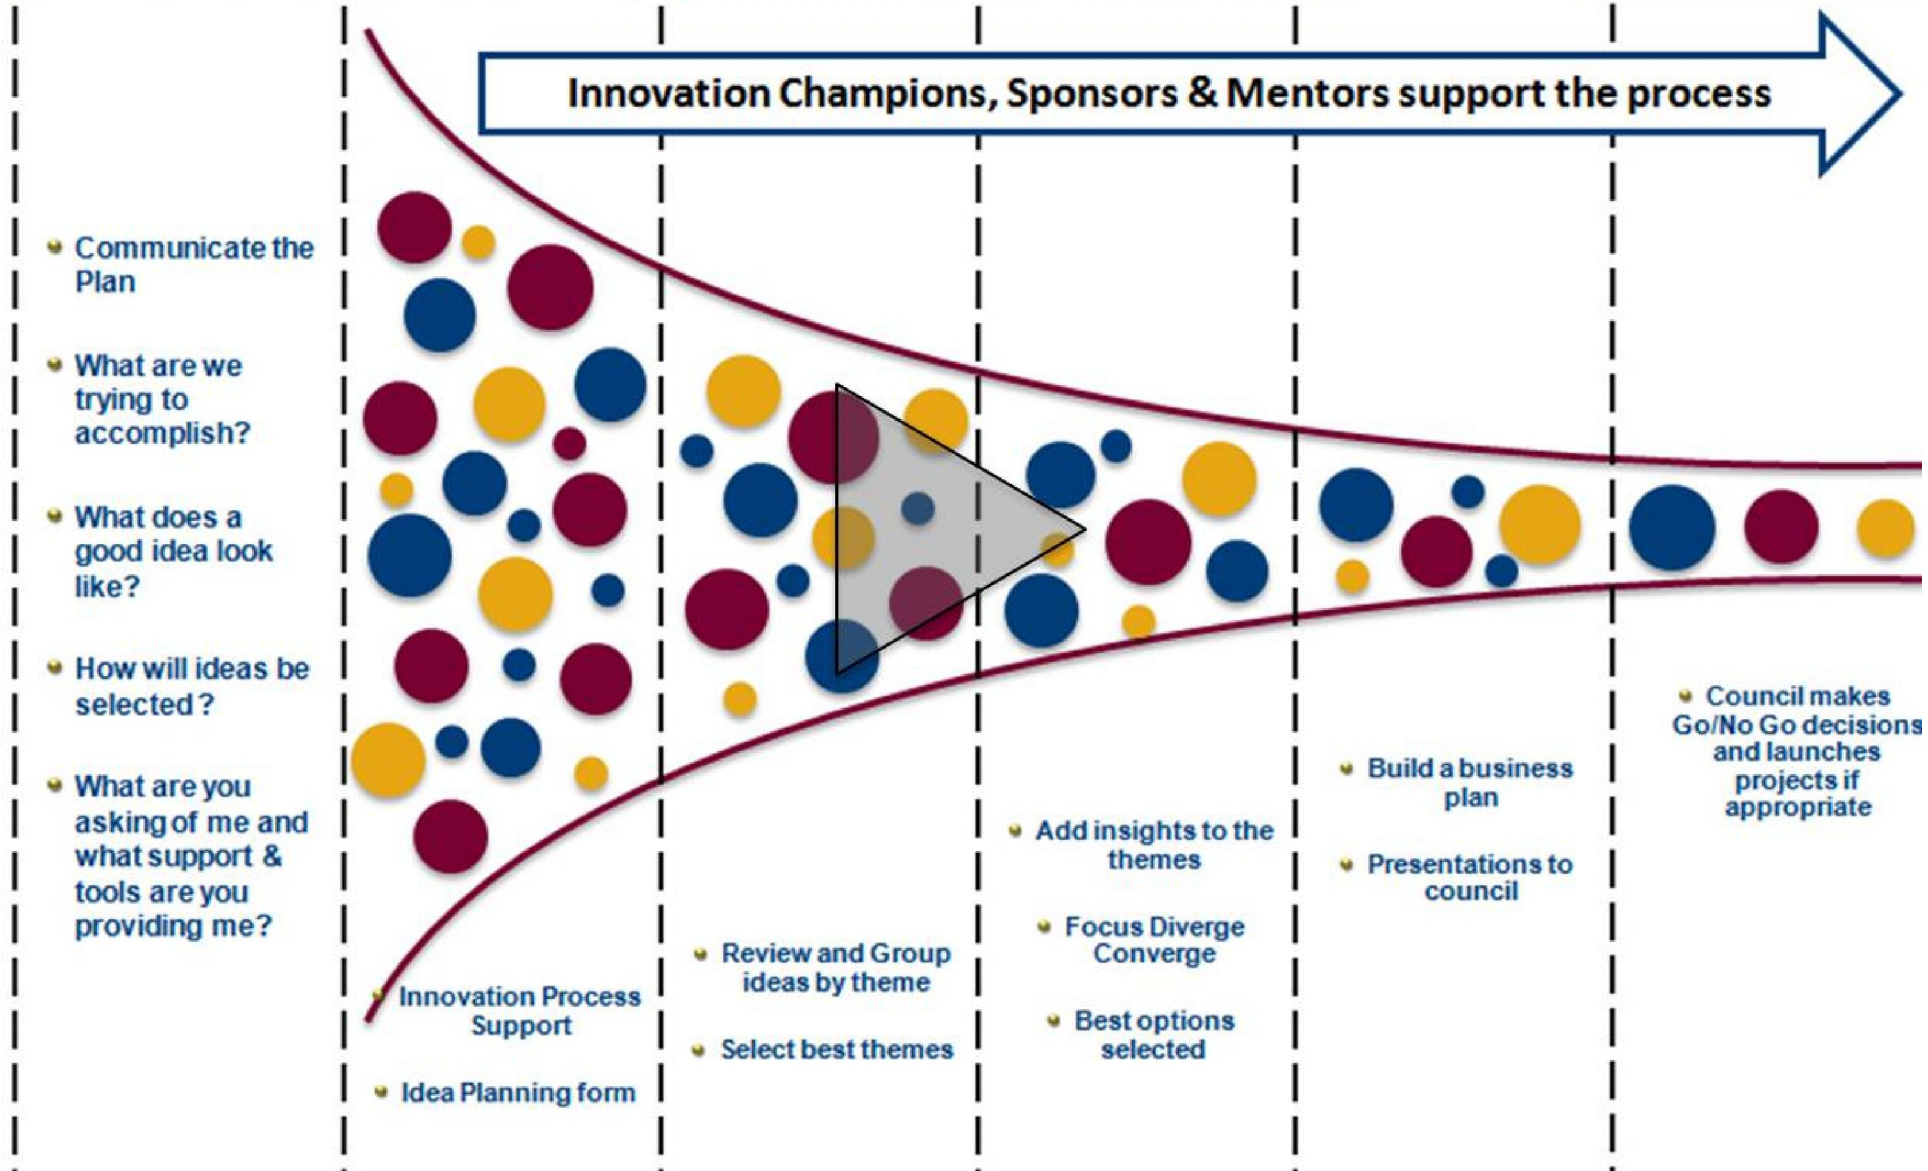 Innovation Champions, Sponsors & Mentors support the process
Communicate the
Plan
What are we
trying to
accomplish?
What does a
good idea look
like?
How will ideas be
selected?
What are you
asking of me and
what support &
tools are you
providing me?
Innovation Process
Support
Idea Planning form
Review and Group
ideas by theme
Select best themes
Add insights to the
themes
Focus Diverge
Converge
Best options
selected
Build a business
plan
Presentations to
council
Council makes
Go/No Go decisions
and launches
projects if
appropriate